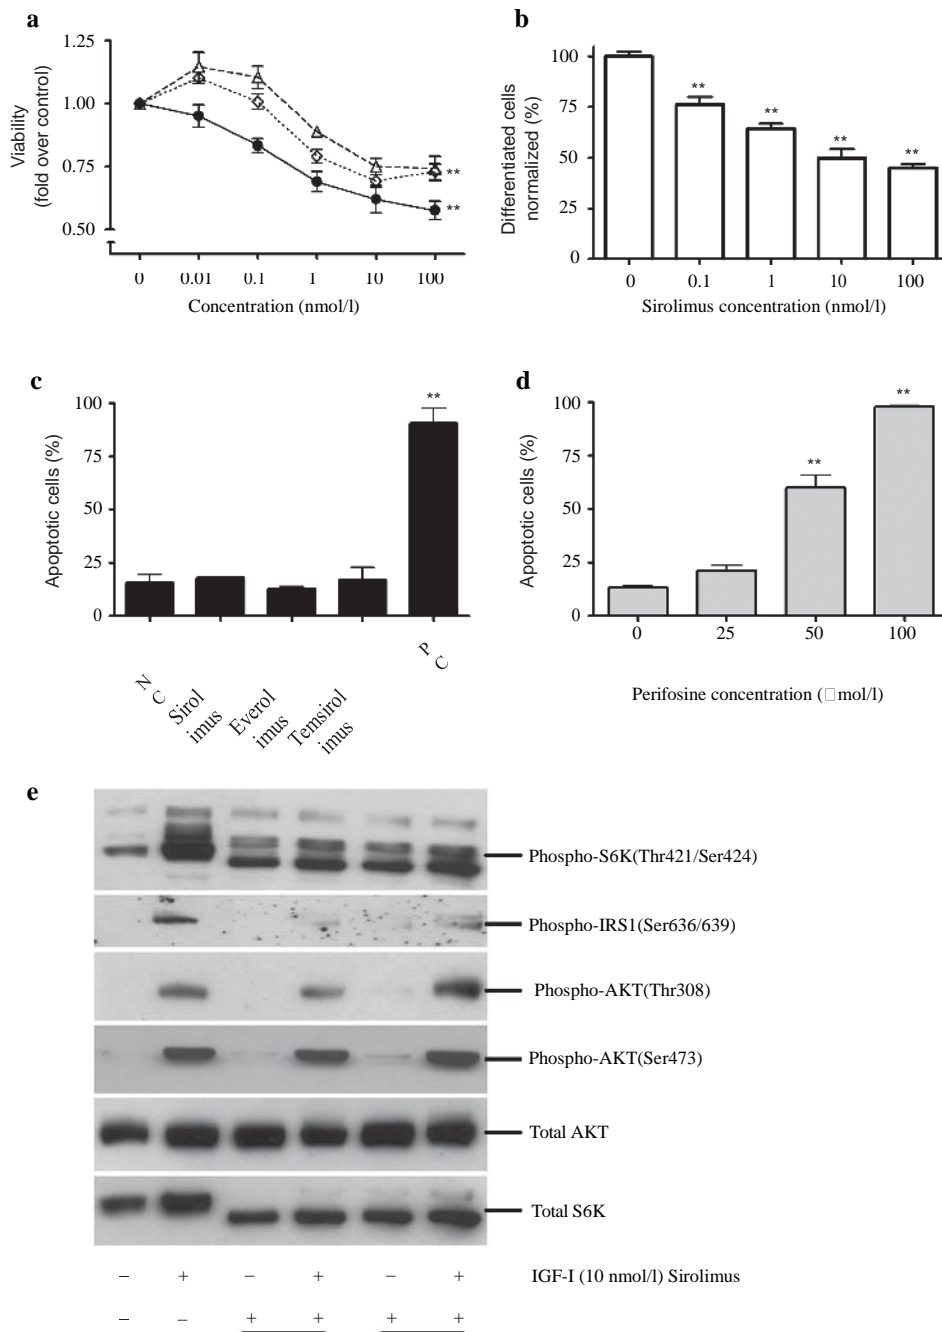 a
1.25
1.00
0.75
0.50
Viability
(fold over control)
**
**
0 0.01 0.1 1 10 100
Concentration (nmol/l)
b
100
75
50
25
0
Differentiated cells
normalized (%)
** ** ** **
0 0.1 1 10 100
Sirolimus concentration (nmol/l)
c
100
75
50
25
0
Apoptotic cells (%)
**
N
C
Sirol
imus
Everol
imus
Temsirol
imus
P
C
d
100
75
50
25
0
Apoptotic cells (%)
** **
0 25 50 100
Perifosine concentration (□mol/l)
e
Phospho-S6K(Thr421/Ser424)
Phospho-IRS1(Ser636/639)
Phospho-AKT(Thr308)
Phospho-AKT(Ser473)
Total AKT
Total S6K
– + – + – + IGF-I (10 nmol/l) Sirolimus
– – + + + +